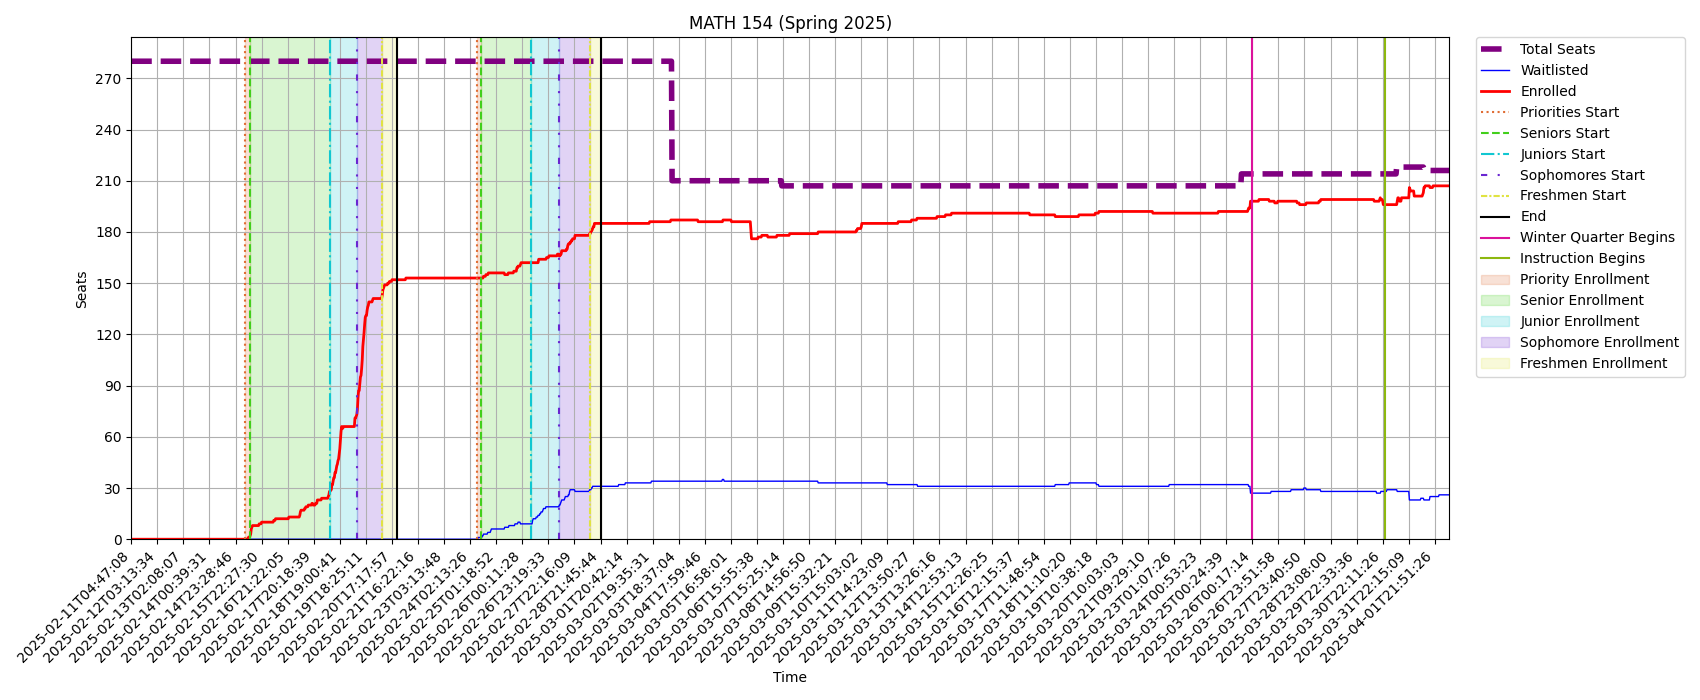 MATH 154 (Spring 2025)
Seats
270
240
210
180
150
120
90
60
30
0
2025-02-11T04:47:08
2025-02-12T03:13:34
2025-02-13T02:08:07
2025-02-14T00:39:31
2025-02-14T23:28:46
2025-02-15T22:27:30
2025-02-16T21:22:05
2025-02-17T20:18:39
2025-02-18T19:00:41
2025-02-19T18:25:11
2025-02-20T17:17:57
2025-02-21T16:22:16
2025-02-23T03:13:48
2025-02-24T02:13:26
2025-02-25T01:18:52
2025-02-26T00:11:28
2025-02-26T23:19:33
2025-02-27T22:16:09
2025-02-28T21:45:44
2025-03-01T20:42:14
2025-03-02T19:35:31
2025-03-03T18:37:04
2025-03-04T17:59:46
2025-03-05T16:58:01
2025-03-06T15:55:38
2025-03-07T15:25:14
2025-03-08T14:56:50
2025-03-09T15:32:21
2025-03-10T15:03:02
2025-03-11T14:23:09
2025-03-12T13:50:27
2025-03-13T13:26:16
2025-03-14T12:53:13
2025-03-15T12:26:25
2025-03-16T12:15:37
2025-03-17T11:48:54
2025-03-18T11:10:20
2025-03-19T10:38:18
2025-03-20T10:03:03
2025-03-21T09:29:10
2025-03-23T01:07:26
2025-03-24T00:53:23
2025-03-25T00:24:39
2025-03-26T00:17:14
2025-03-26T23:51:58
2025-03-27T23:40:50
2025-03-28T23:08:00
2025-03-29T22:33:36
2025-03-30T22:11:26
2025-03-31T22:15:09
2025-04-01T21:51:26
Time
Total Seats
Waitlisted
Enrolled
Priorities Start
Seniors Start
Juniors Start
Sophomores Start
Freshmen Start
End
Winter Quarter Begins
Instruction Begins
Priority Enrollment
Senior Enrollment
Junior Enrollment
Sophomore Enrollment
Freshmen Enrollment